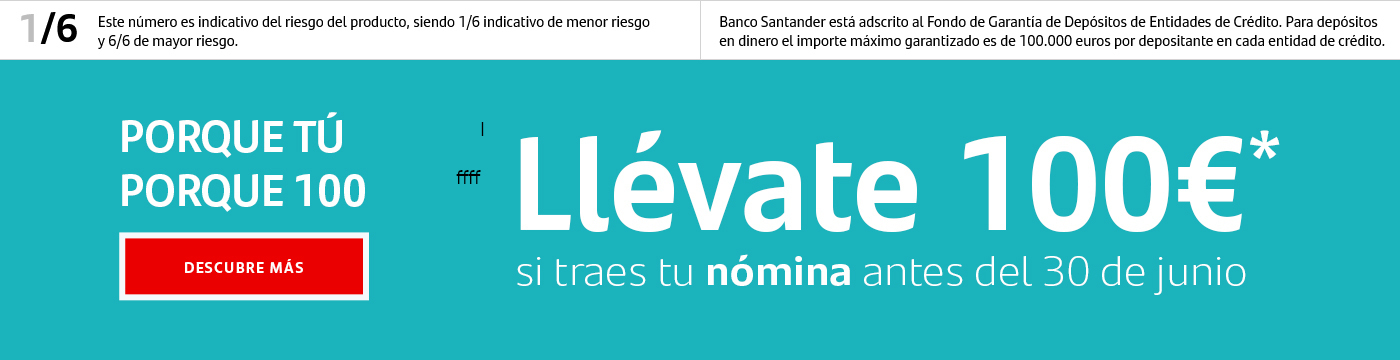 1/6
Este número es indicativo del riesgo del producto, siendo 1/6 indicativo de menor riesgo
y 6/6 de mayor riesgo.
Banco Santander está adscrito al Fondo de Garantía de Depósitos de Entidades de Crédito. Para depósitos
en dinero el importe máximo garantizado es de 100.000 euros por depositante en cada entidad de crédito.
PORQUE TÚ
PORQUE 100
DESCUBRE MÁS
l
ffff
Llévate 100€*
si traes tu nómina antes del 30 de junio